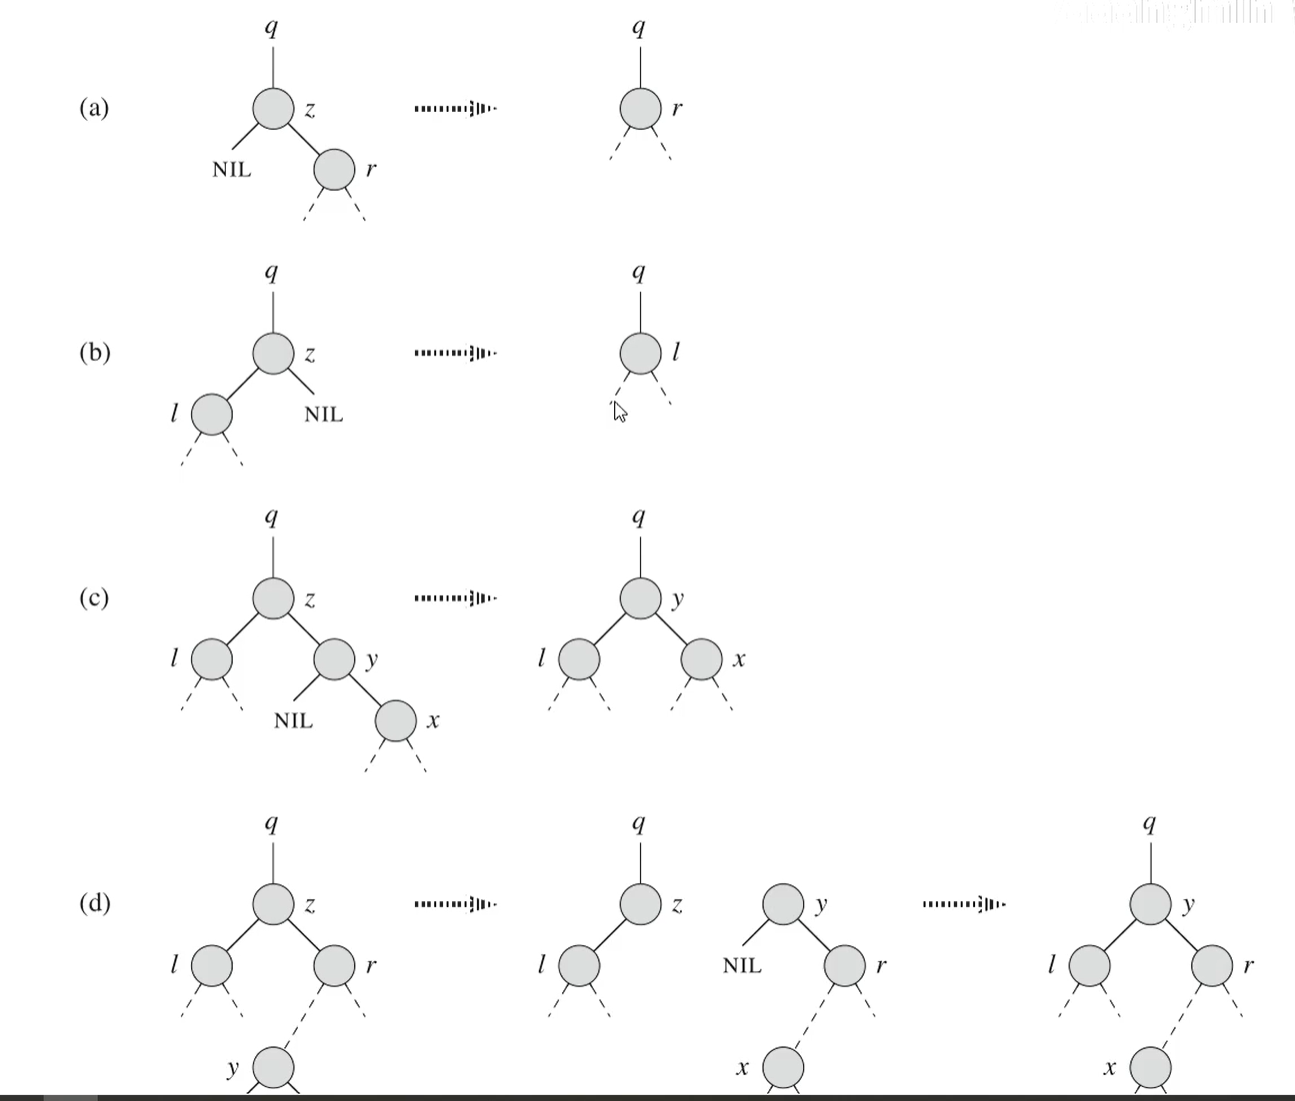 q q
(a) z r
NIL r
q q
(b) z l
l NIL
q q
(c) z y
l y l x
NIL x
q q q
(d) z z y y
l r l NIL r l r
y x x